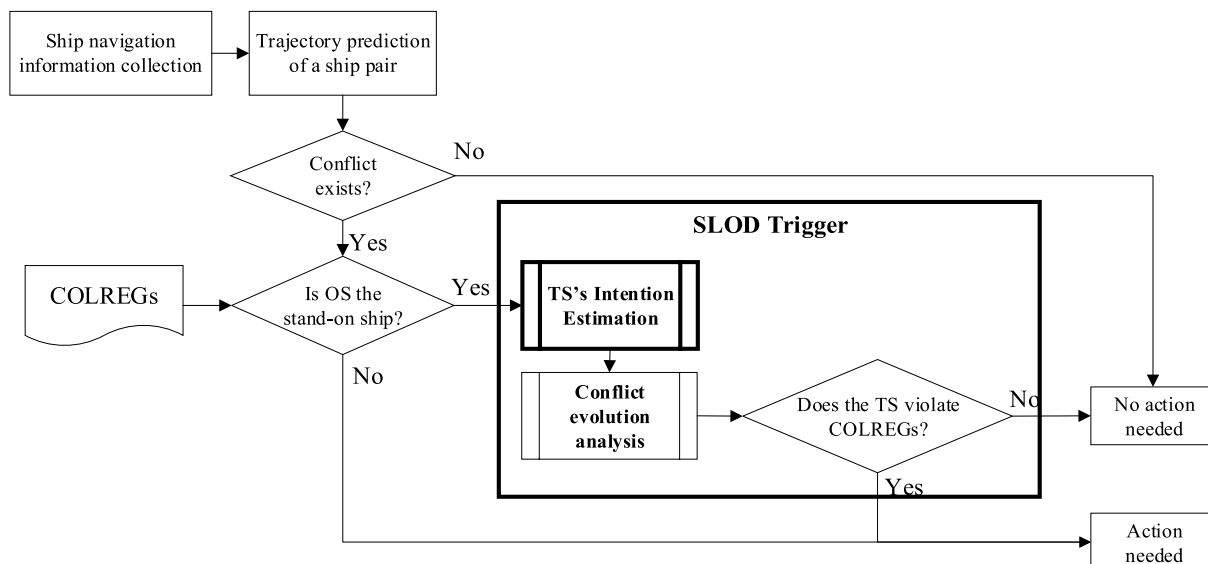 Ship navigation
information collection
Trajectory prediction
of a ship pair
Conflict
exists?
No
Yes
SLOD Trigger
COLREGs
Is OS the
stand-on ship?
Yes
No
TS's Intention
Estimation
Conflict
evolution
analysis
Does the TS violate
COLREGs?
No
Yes
No action
needed
Action
needed